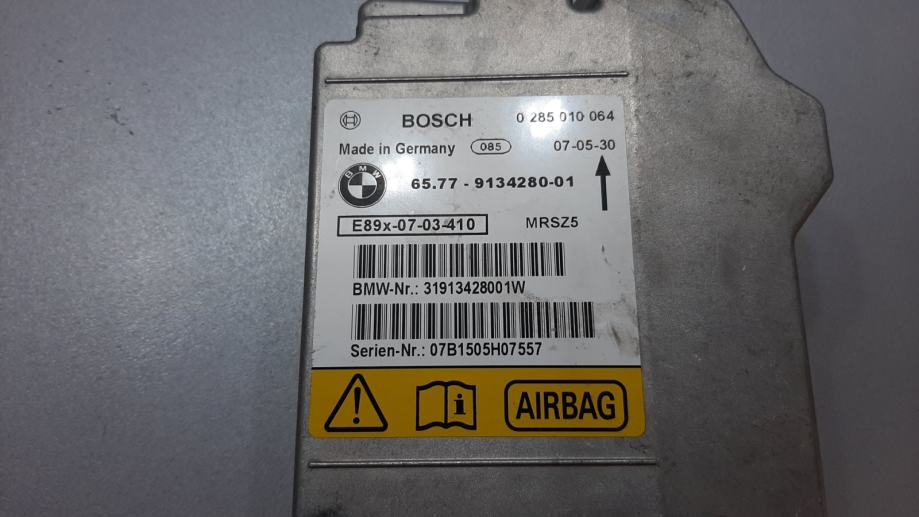 BOSCH 0 285 010 064
Made in Germany 085 07-05-30
BMW 65.77 - 9134280-01
E89x-07-03-410 MRSZ5
BMW-Nr.: 31913428001W
Serien-Nr.: 07B1505H07557
AIRBAG